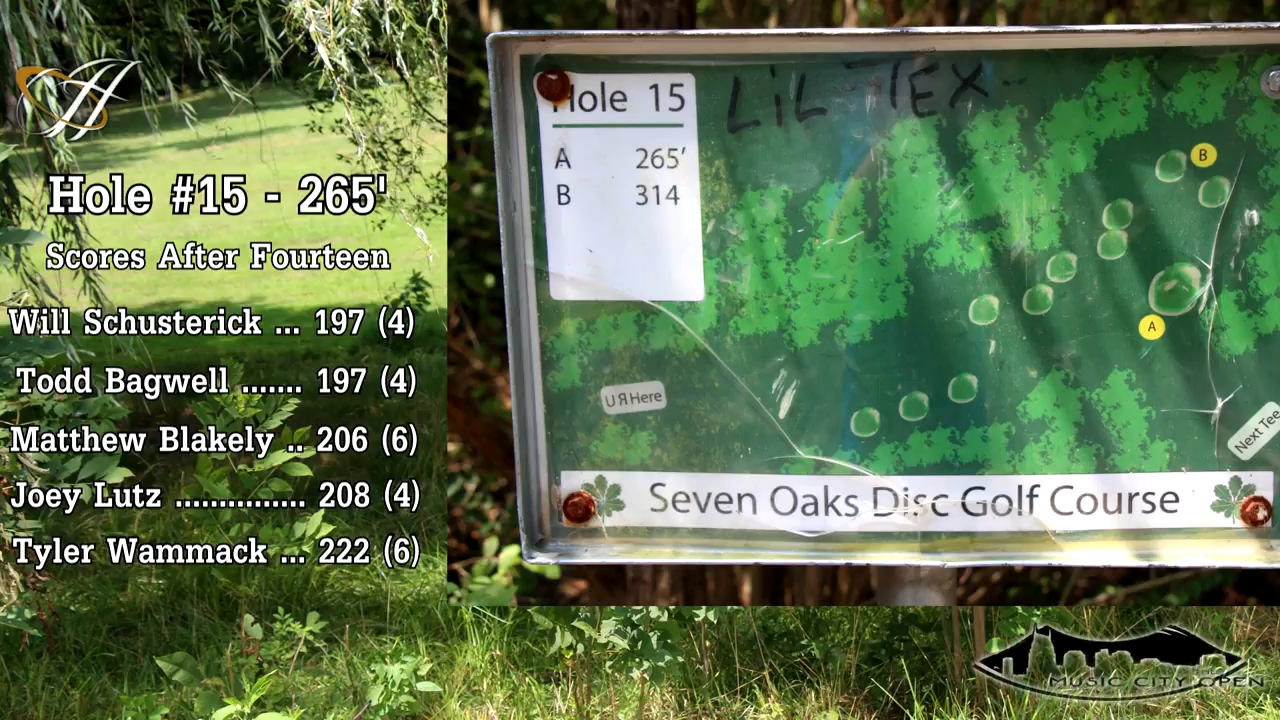 Hole #15 - 265'
Scores After Fourteen
Will Schusterick ... 197 (4)
Todd Bagwell ....... 197 (4)
Matthew Blakely .. 206 (6)
Joey Lutz ............... 208 (4)
Tyler Wammack ... 222 (6)
Hole 15
A 265'
B 314
LiL TEX
B
A
U Я Here
Next Tee
Seven Oaks Disc Golf Course
MUSIC CITY OPEN